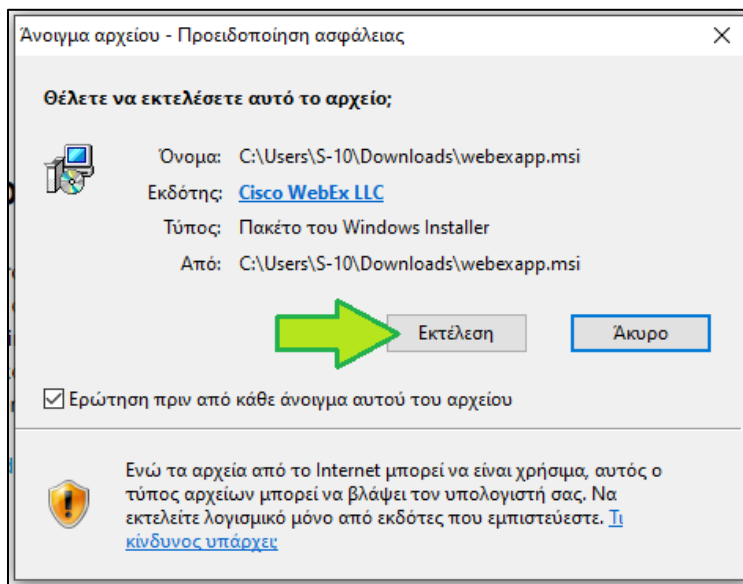 Άνοιγμα αρχείου - Προειδοποίηση ασφάλειας
Θέλετε να εκτελέσετε αυτό το αρχείο;
Όνομα: C:\Users\S-10\Downloads\webexapp.msi
Εκδότης: Cisco WebEx LLC
Τύπος: Πακέτο του Windows Installer
Από: C:\Users\S-10\Downloads\webexapp.msi
Εκτέλεση Άκυρο
Ερώτηση πριν από κάθε άνοιγμα αυτού του αρχείου
Ενώ τα αρχεία από το Internet μπορεί να είναι χρήσιμα, αυτός ο
τύπος αρχείων μπορεί να βλάψει τον υπολογιστή σας. Να
εκτελείτε λογισμικό μόνο από εκδότες που εμπιστεύεστε. Τι
κίνδυνος υπάρχει;